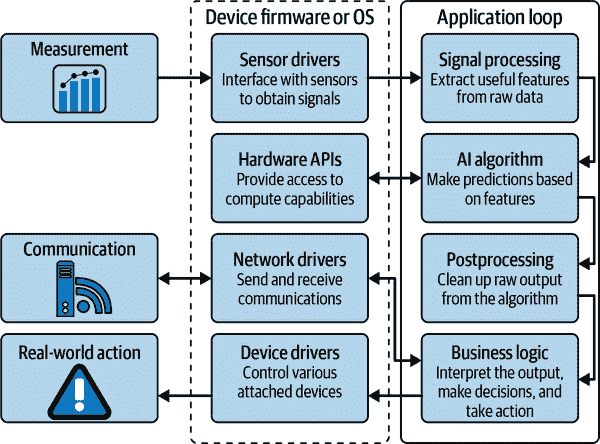 Device firmware or OS
Application loop
Measurement
Sensor drivers
Interface with sensors
to obtain signals
Signal processing
Extract useful features
from raw data
Hardware APIs
Provide access to
compute capabilities
AI algorithm
Make predictions based
on features
Communication
Network drivers
Send and receive
communications
Postprocessing
Clean up raw output
from the algorithm
Real-world action
Device drivers
Control various
attached devices
Business logic
Interpret the output,
make decisions, and
take action